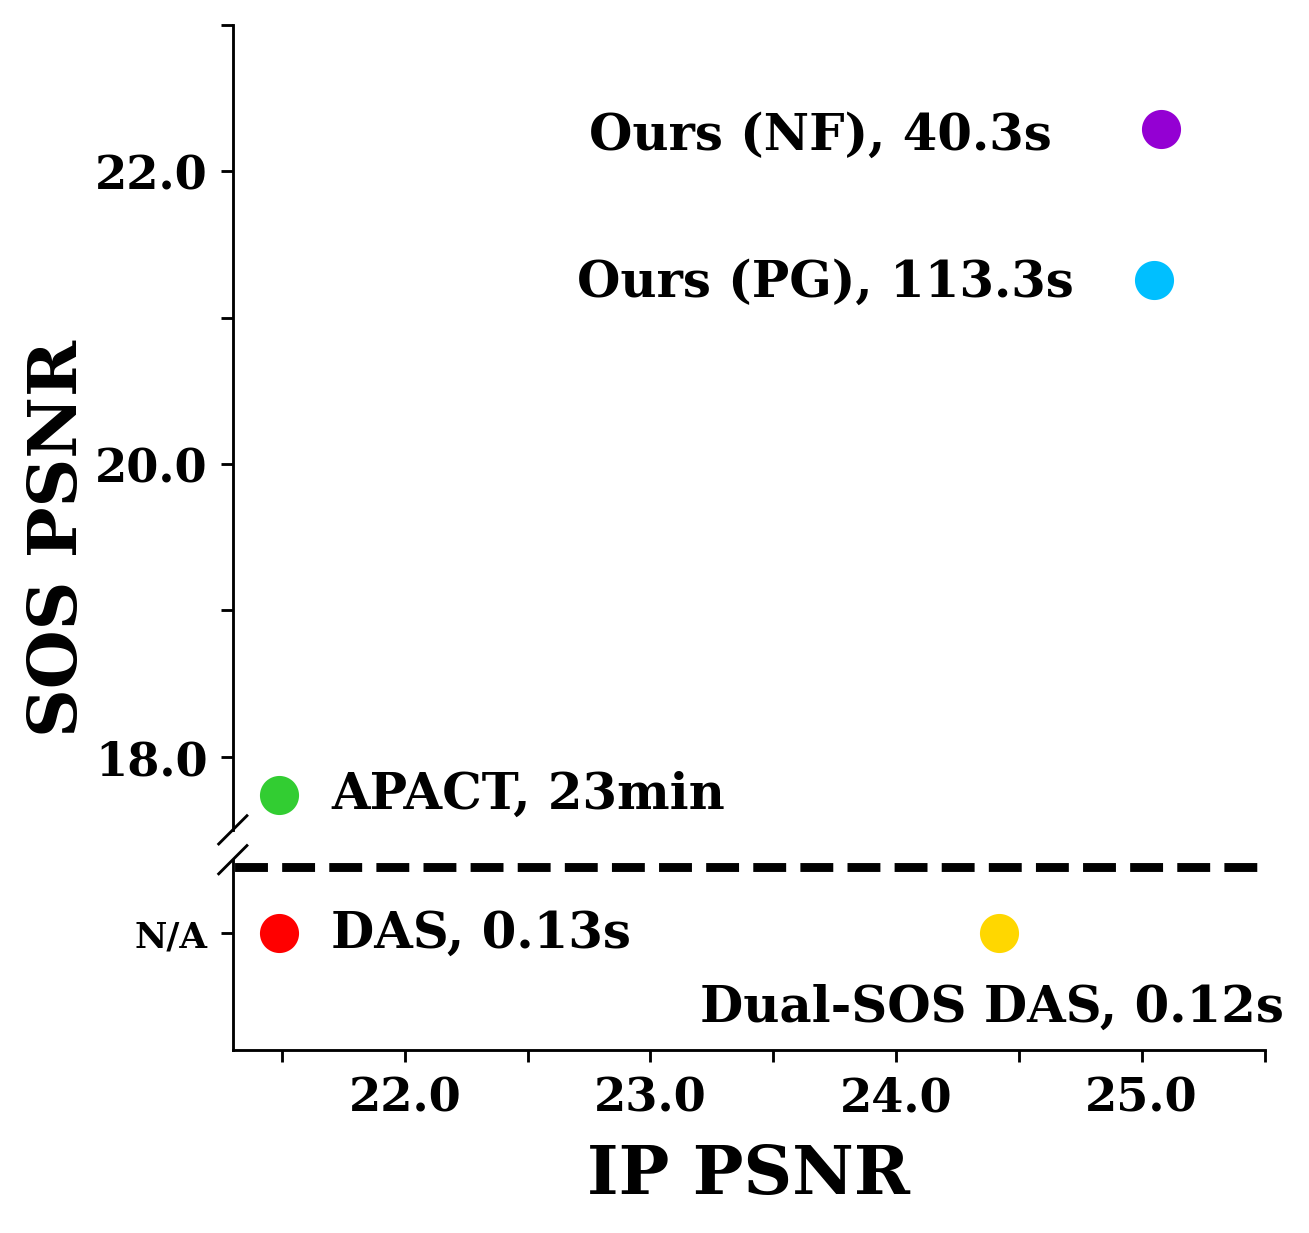 Ours (NF), 40.3s
22.0
Ours (PG), 113.3s
SOS PSNR
20.0
18.0
APACT, 23min
N/A
DAS, 0.13s
Dual-SOS DAS, 0.12s
22.0 23.0 24.0 25.0
IP PSNR